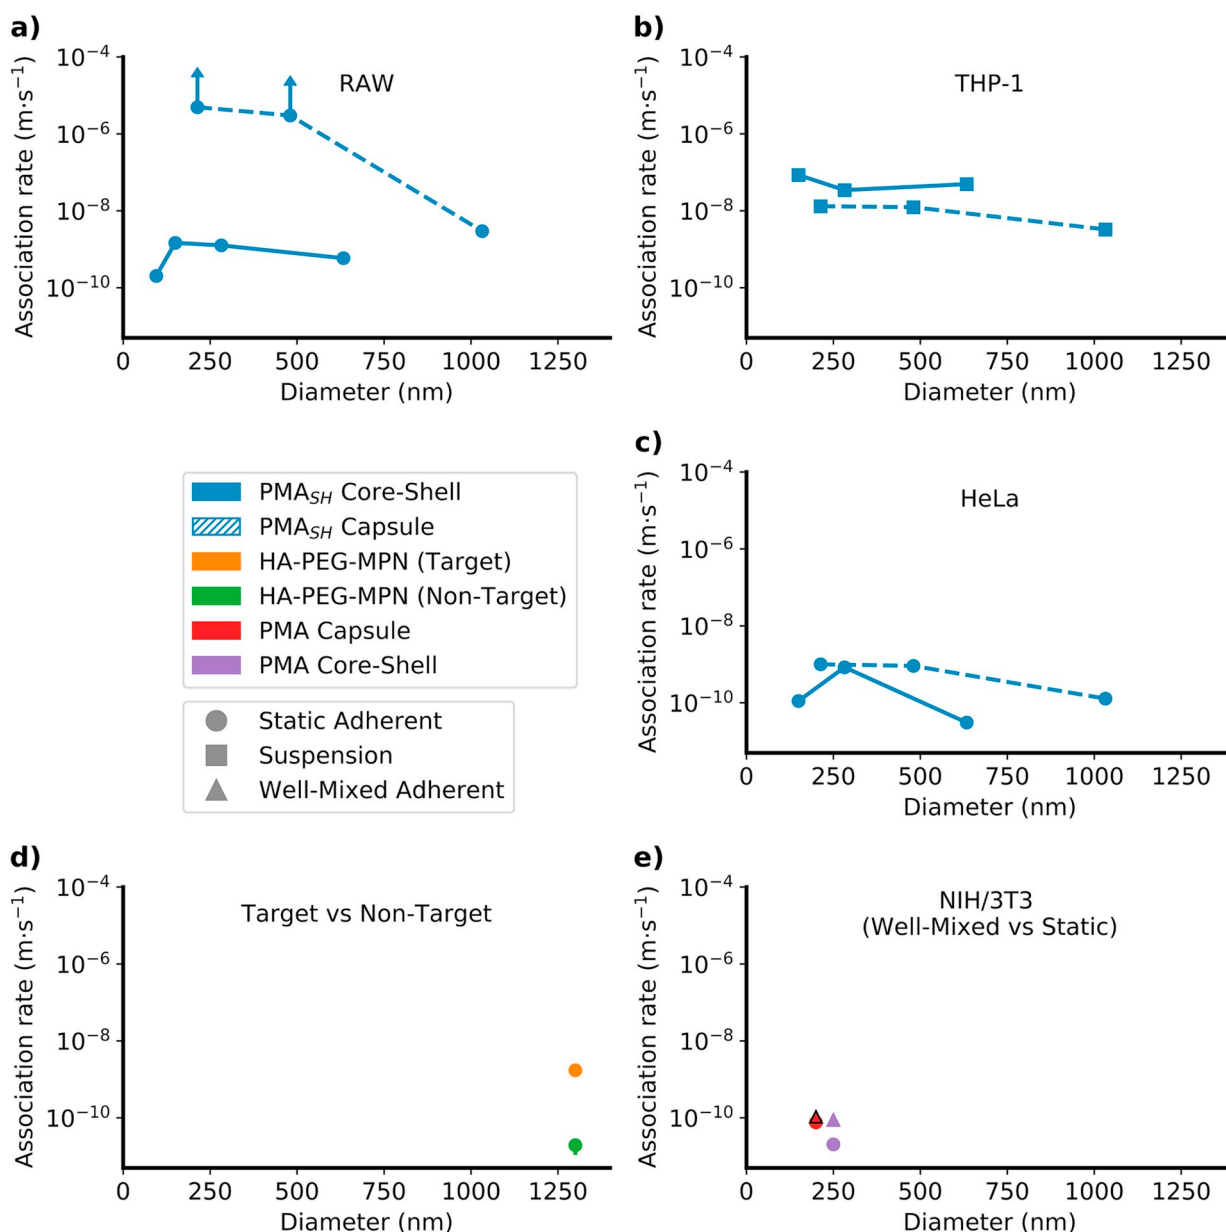 a)
RAW
Association rate (m·s⁻¹)
10⁻⁴
10⁻⁶
10⁻⁸
10⁻¹⁰
0 250 500 750 1000 1250
Diameter (nm)
b)
THP-1
Association rate (m·s⁻¹)
10⁻⁴
10⁻⁶
10⁻⁸
10⁻¹⁰
0 250 500 750 1000 1250
Diameter (nm)
PMA_SH Core-Shell
PMA_SH Capsule
HA-PEG-MPN (Target)
HA-PEG-MPN (Non-Target)
PMA Capsule
PMA Core-Shell
Static Adherent
Suspension
Well-Mixed Adherent
c)
HeLa
Association rate (m·s⁻¹)
10⁻⁴
10⁻⁶
10⁻⁸
10⁻¹⁰
0 250 500 750 1000 1250
Diameter (nm)
d)
Target vs Non-Target
Association rate (m·s⁻¹)
10⁻⁴
10⁻⁶
10⁻⁸
10⁻¹⁰
0 250 500 750 1000 1250
Diameter (nm)
e)
NIH/3T3
(Well-Mixed vs Static)
Association rate (m·s⁻¹)
10⁻⁴
10⁻⁶
10⁻⁸
10⁻¹⁰
0 250 500 750 1000 1250
Diameter (nm)